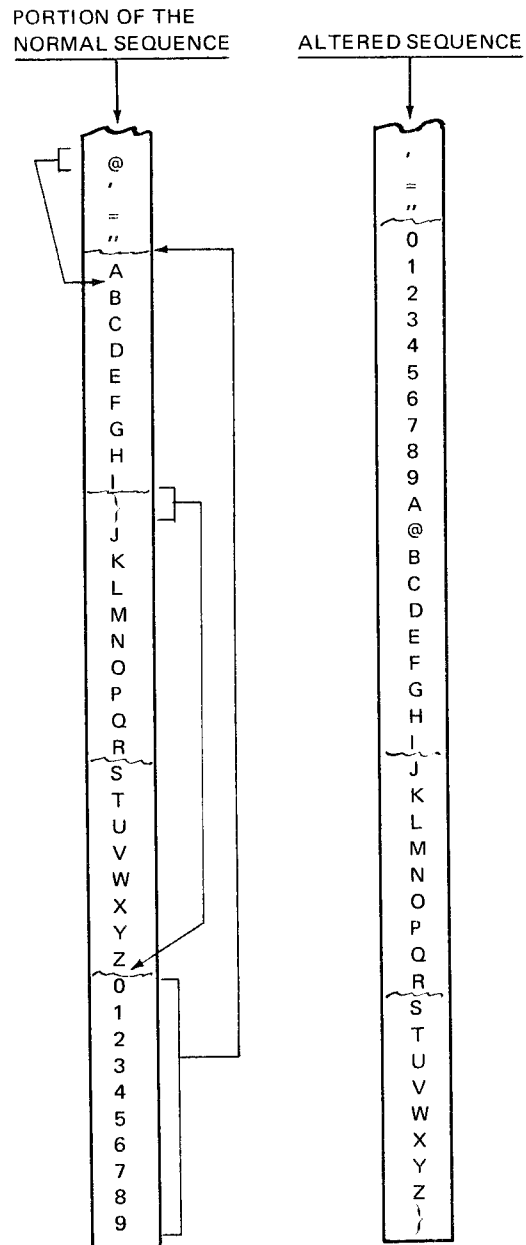 PORTION OF THE
NORMAL SEQUENCE
@
'
=
"
A
B
C
D
E
F
G
H
I
}
J
K
L
M
N
O
P
Q
R
S
T
U
V
W
X
Y
Z
0
1
2
3
4
5
6
7
8
9
ALTERED SEQUENCE
'
=
"
0
1
2
3
4
5
6
7
8
9
A
@
B
C
D
E
F
G
H
I
J
K
L
M
N
O
P
Q
R
S
T
U
V
W
X
Y
Z
}